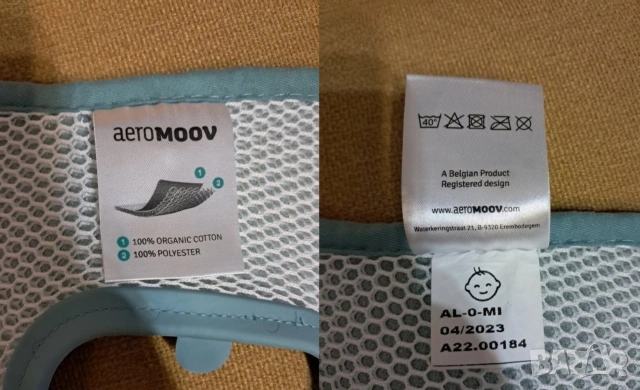 aeroMOOV
1
2
1 100% ORGANIC COTTON
2 100% POLYESTER
40°
A Belgian Product
Registered design
www.aeroMOOV.com
Waterkeringstraat 21, B-9320 Erembodegem
AL-0-MI
04/2023
A22.00184